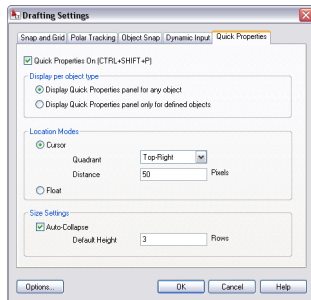 Drafting Settings
Snap and Grid Polar Tracking Object Snap Dynamic Input Quick Properties
Quick Properties On (CTRL+SHIFT+P)
Display per object type
Display Quick Properties panel for any object
Display Quick Properties panel only for defined objects
Location Modes
Cursor
Quadrant Top-Right
Distance 50 Pixels
Float
Size Settings
Auto-Collapse
Default Height 3 Rows
Options... OK Cancel Help